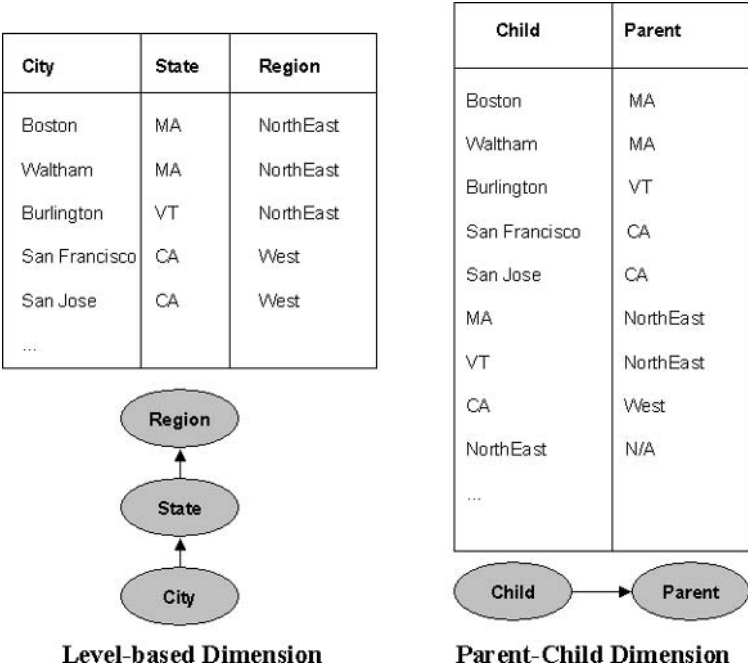 City State Region
Boston MA NorthEast
Waltham MA NorthEast
Burlington VT NorthEast
San Francisco CA West
San Jose CA West
...
Region
State
City
Level-based Dimension
Child Parent
Boston MA
Waltham MA
Burlington VT
San Francisco CA
San Jose CA
MA NorthEast
VT NorthEast
CA West
NorthEast N/A
...
Child Parent
Parent-Child Dimension